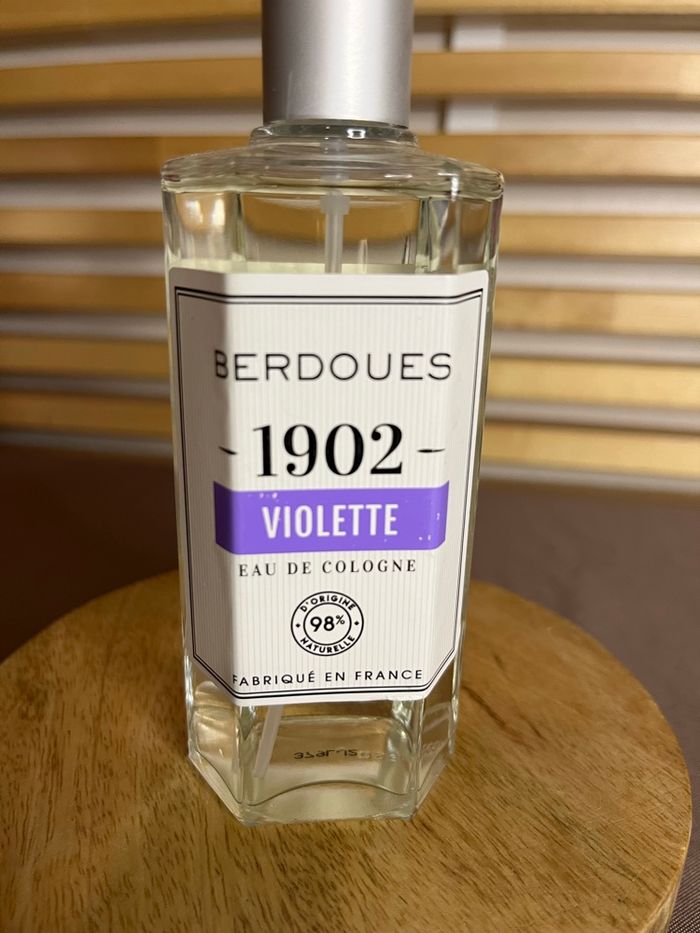 BERDOUES
- 1902 -
VIOLETTE
EAU DE COLOGNE
D'ORIGINE
98%
NATURELLE
FABRIQUÉ EN FRANCE